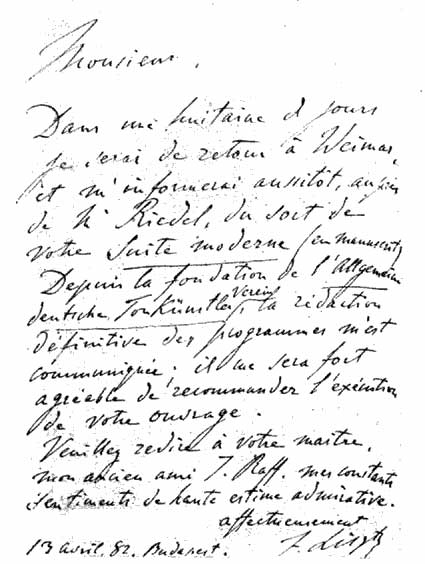 Monsieur,
Dans une huitaine de jours
je serai de retour à Weimar,
et m'informerai aussitôt, auprès
de Mr Riedel, du sort de
votre Suite moderne (en manuscrit)
Depuis la fondation de l'Allgemeine
deutsche Tonkünstler Verein, la rédaction
définitive des programmes m'est
communiquée. il me sera fort
agréable de recommander l'exécution
de votre ouvrage.
Veuillez redire à votre maître,
mon ancien ami J. Raff. mes constants
sentiments de haute estime admirative.
affectueusement
F. Liszt
13 avril. 82. Budapest.